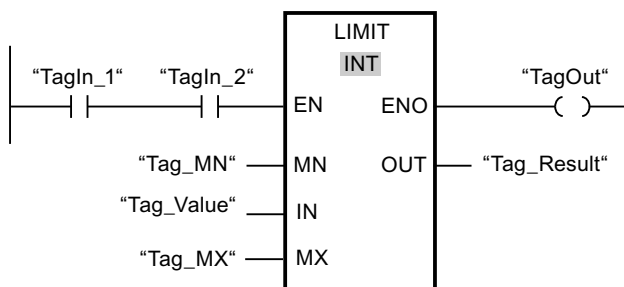 LIMIT
INT
“TagIn_1“ “TagIn_2“ “TagOut“
EN ENO
“Tag_MN“ MN OUT “Tag_Result“
“Tag_Value“ IN
“Tag_MX“ MX